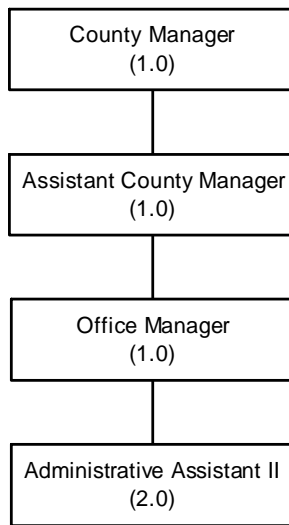 County Manager
(1.0)
Assistant County Manager
(1.0)
Office Manager
(1.0)
Administrative Assistant II
(2.0)